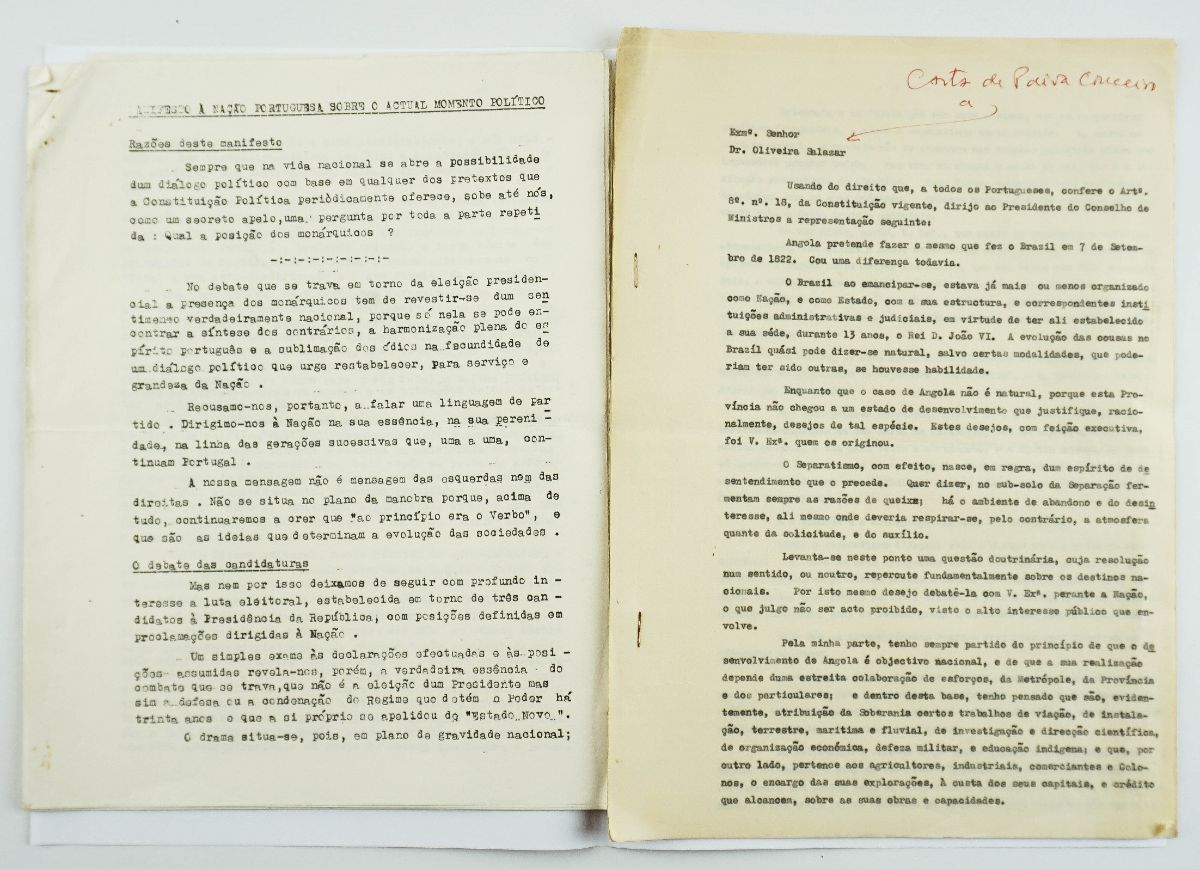 ANIFESTO À NAÇÃO PORTUGUESA SOBRE O ACTUAL MOMENTO POLÍTICO
Razões deste manifesto
Sempre que na vida nacional se abre a possibilidade
dum diálogo político com base em qualquer dos pretextos que
a Constituição Política periòdicamente oferece, sobe até nós,
como um secreto apelo, uma pergunta por toda a parte repeti
da : Qual a posição dos monárquicos ?
-:-:-:-:-:-:-:-
No debate que se trava em torno da eleição presiden-
cial a presença dos monárquicos tem de revestir-se dum sen
timento verdadeiramente nacional, porque só nela se pode en-
contrar a síntese dos contrários, a harmonização plena do es
pírito português e a sublimação dos ódios na fecundidade de
um diálogo político que urge restabelecer, para serviço e
grandeza da Nação .
Recusamo-nos, portanto, a falar uma linguagem de par
tido . Dirigimo-nos à Nação na sua essência, na sua pereni -
dade, na linha das gerações sucessivas que, uma a uma, con-
tinuam Portugal .
A nossa mensagem não é mensagem das esquerdas nem das
direitas . Não se situa no plano da manobra porque, acima de
tudo, continuaremos a crer que "ao princípio era o Verbo", e
que são as ideias que determinam a evolução das sociedades .
O debate das candidaturas
Mas nem por isso deixamos de seguir com profundo in -
teresse a luta eleitoral, estabelecida em torno de três can -
didatos à Presidência da República, com posições definidas em
proclamações dirigidas à Nação .
Um simples exame às declarações efectuadas e às posi -
ções assumidas revela-nos, porém, a verdadeira essência do
combate que se trava, que não é a eleição dum Presidente mas
sim a defesa ou a condenação do Regime que detém o Poder há
trinta anos e que a si próprio se apelidou de "Estado Novo".
O drama situa-se, pois, em plano de gravidade nacional;
Carta de Paiva Couceiro
a
Exmº. Senhor
Dr. Oliveira Salazar
Usando do direito que, a todos os Portugueses, confere o Artº.
8º. nº. 18, da Constituição vigente, dirijo ao Presidente do Conselho de
Ministros a representação seguinte:
Angola pretende fazer o mesmo que fez o Brazil em 7 de Setem-
bro de 1822. Cou uma diferença todavia.
O Brazil ao emancipar-se, estava já mais ou menos organizado
como Nação, e como Estado, com a sua estructura, e correspondentes insti
tuições administrativas e judiciais, em virtude de ter ali estabelecido
a sua séde, durante 13 anos, o Rei D. João VI. A evolução das cousas no
Brazil quási pode dizer-se natural, salvo certas modalidades, que pode-
riam ter sido outras, se houvesse habilidade.
Enquanto que o caso de Angola não é natural, porque esta Pro-
víncia não chegou a um estado de desenvolvimento que justifique, racio-
nalmente, desejos de tal espécie. Estes desejos, com feição executiva,
foi V. Exª. quem os originou.
O Separatismo, com efeito, nasce, em regra, dum espírito de de
sentendimento que o precede. Quer dizer, no sub-solo da Separação fer-
mentam sempre as razões de queixa; há o ambiente de abandono e do desin
teresse, ali mesmo onde deveria respirar-se, pelo contrário, a atmosfera
quante da solicitude, e do auxílio.
Levanta-se neste ponto uma questão doutrinária, cuja resolução
num sentido, ou noutro, repercute fundamentalmente sobre os destinos na-
cionais. Por isto mesmo desejo debatê-la com V. Exª. perante a Nação,
o que julgo não ser acto proibido, visto o alto interesse público que en-
volve.
Pela minha parte, tenho sempre partido do princípio de que o de
senvolvimento de Angola é objectivo nacional, e de que a sua realização
depende duma estreita colaboração de esforços, da Metrópole, da Província
e dos particulares; e dentro desta base, tenho pensado que são, eviden-
temente, atribuição da Soberania certos trabalhos de viação, de instala-
ção, terrestre, marítima e fluvial, de investigação e direcção científica,
de organização económica, defeza militar, e educação indígena; e que, por
outro lado, pertence aos agricultores, industriais, comerciantes e Colo-
nos, o encargo das suas explorações, À custa dos seus capitais, e crédito
que alcancem, sobre as suas obras e capacidades.